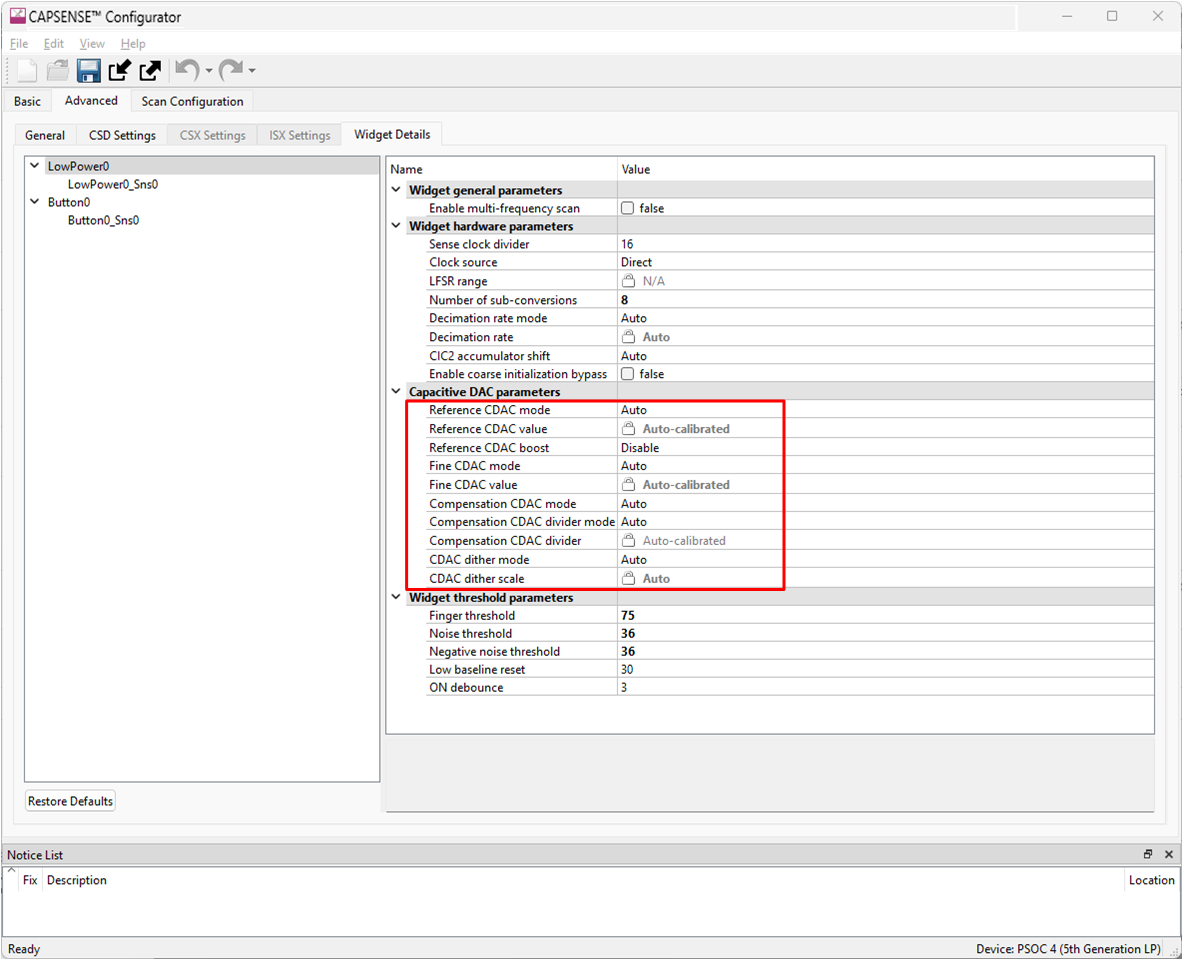 CAPSENSE™ Configurator
File Edit View Help
Basic Advanced Scan Configuration
General CSD Settings CSX Settings ISX Settings Widget Details
LowPower0
LowPower0_Sns0
Button0
Button0_Sns0
Restore Defaults
Name Value
Widget general parameters
Enable multi-frequency scan false
Widget hardware parameters
Sense clock divider 16
Clock source Direct
LFSR range N/A
Number of sub-conversions 8
Decimation rate mode Auto
Decimation rate Auto
CIC2 accumulator shift Auto
Enable coarse initialization bypass false
Capacitive DAC parameters
Reference CDAC mode Auto
Reference CDAC value Auto-calibrated
Reference CDAC boost Disable
Fine CDAC mode Auto
Fine CDAC value Auto-calibrated
Compensation CDAC mode Auto
Compensation CDAC divider mode Auto
Compensation CDAC divider Auto-calibrated
CDAC dither mode Auto
CDAC dither scale Auto
Widget threshold parameters
Finger threshold 75
Noise threshold 36
Negative noise threshold 36
Low baseline reset 30
ON debounce 3
Notice List
Fix Description Location
Ready Device: PSOC 4 (5th Generation LP)